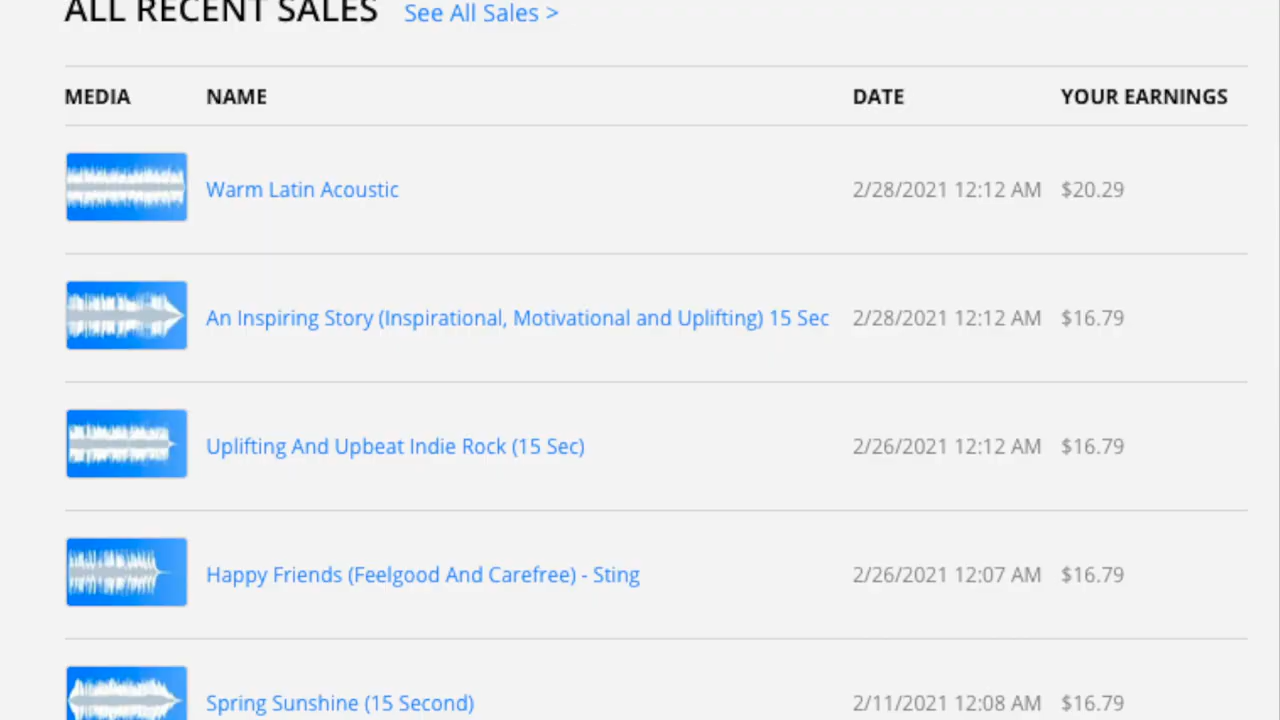 ALL RECENT SALES See All Sales >
MEDIA NAME DATE YOUR EARNINGS
Warm Latin Acoustic 2/28/2021 12:12 AM $20.29
An Inspiring Story (Inspirational, Motivational and Uplifting) 15 Sec 2/28/2021 12:12 AM $16.79
Uplifting And Upbeat Indie Rock (15 Sec) 2/26/2021 12:12 AM $16.79
Happy Friends (Feelgood And Carefree) - Sting 2/26/2021 12:07 AM $16.79
Spring Sunshine (15 Second) 2/11/2021 12:08 AM $16.79